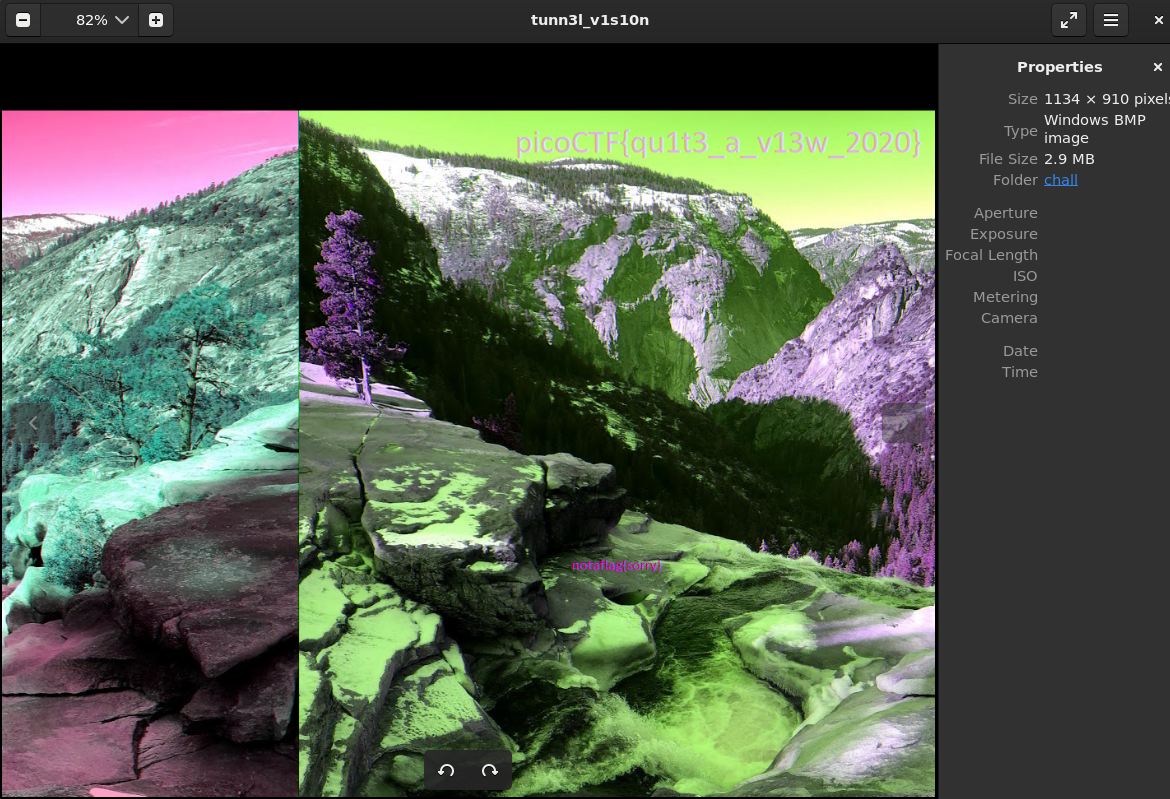 82%
tunn3l_v1s10n
Properties
Size 1134 × 910 pixels
Type Windows BMP
image
File Size 2.9 MB
Folder chall
Aperture
Exposure
Focal Length
ISO
Metering
Camera
Date
Time
picoCTF{qu1t3_a_v13w_2020}
notaflag{sorry}